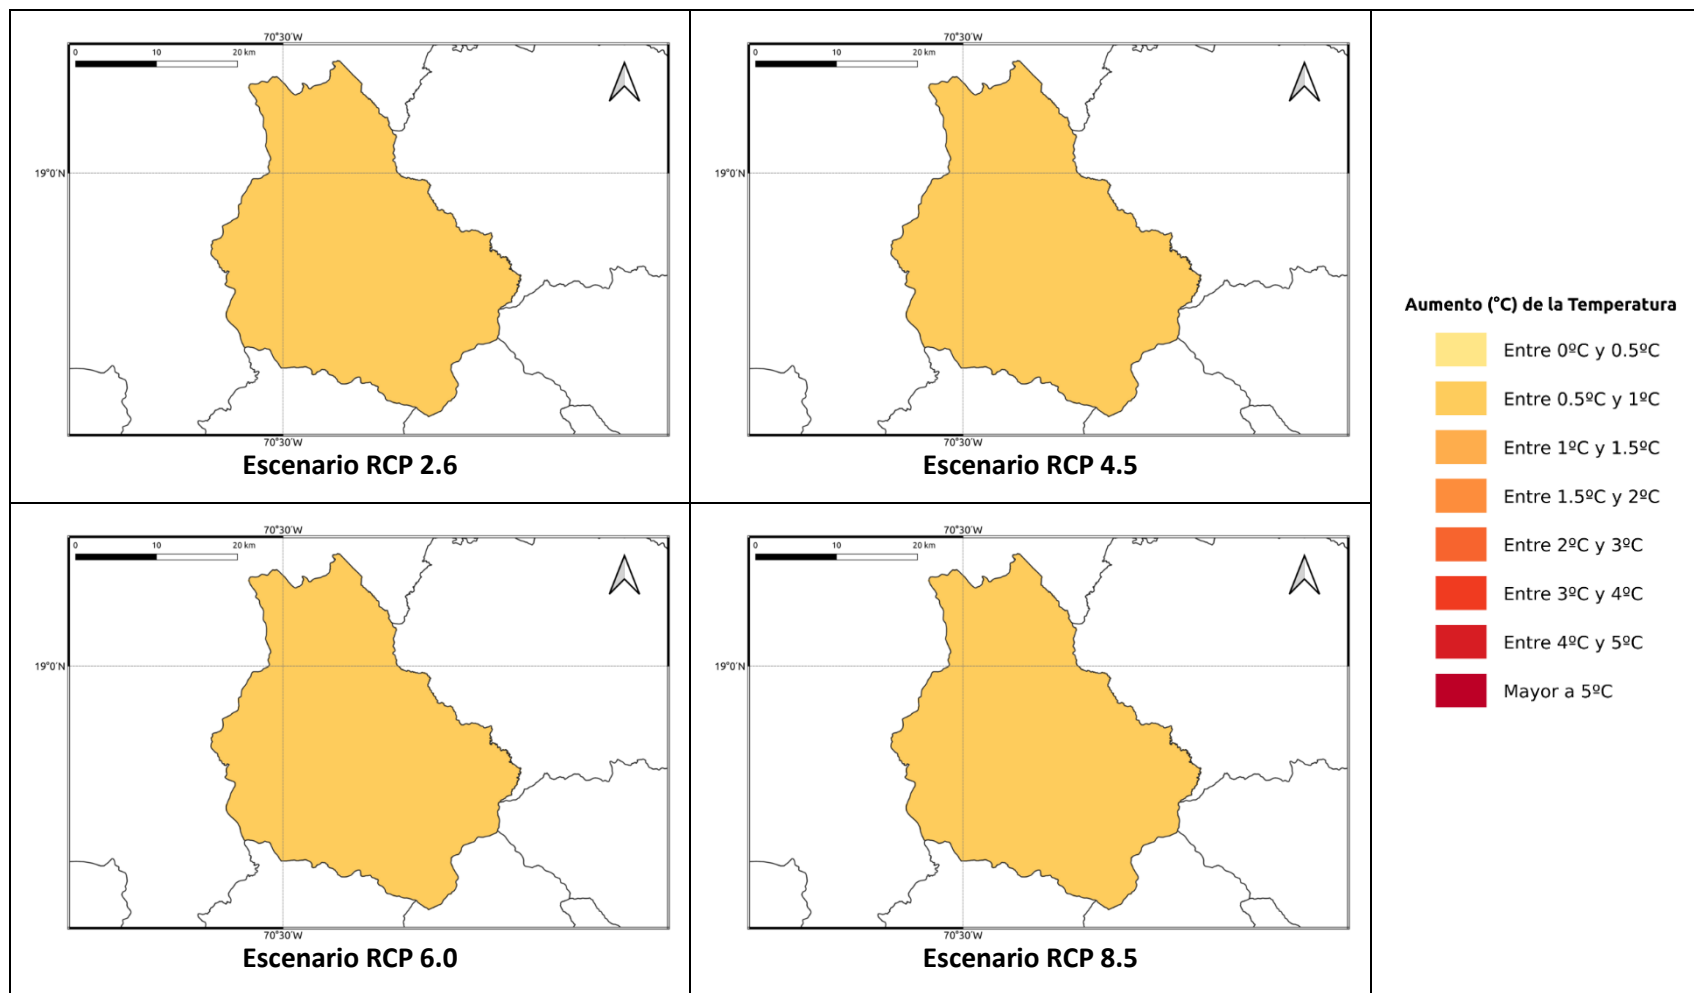 70°30'W
0 10 20 km
19°0'N
70°30'W
Escenario RCP 2.6
70°30'W
0 10 20 km
19°0'N
70°30'W
Escenario RCP 4.5
70°30'W
0 10 20 km
19°0'N
70°30'W
Escenario RCP 6.0
70°30'W
0 10 20 km
19°0'N
70°30'W
Escenario RCP 8.5
Aumento (°C) de la Temperatura
Entre 0ºC y 0.5ºC
Entre 0.5ºC y 1ºC
Entre 1ºC y 1.5ºC
Entre 1.5ºC y 2ºC
Entre 2ºC y 3ºC
Entre 3ºC y 4ºC
Entre 4ºC y 5ºC
Mayor a 5ºC